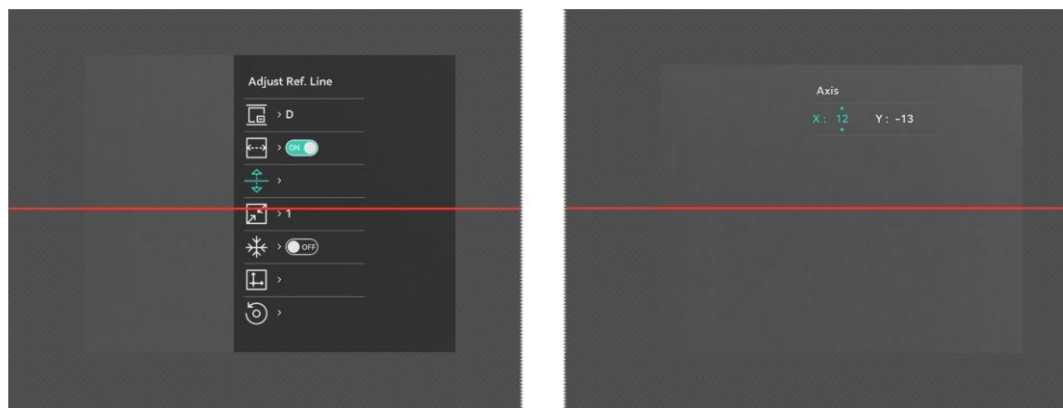 Adjust Ref. Line
› D
› ON
›
› 1
› OFF
›
›
Axis
X : 12 Y : -13